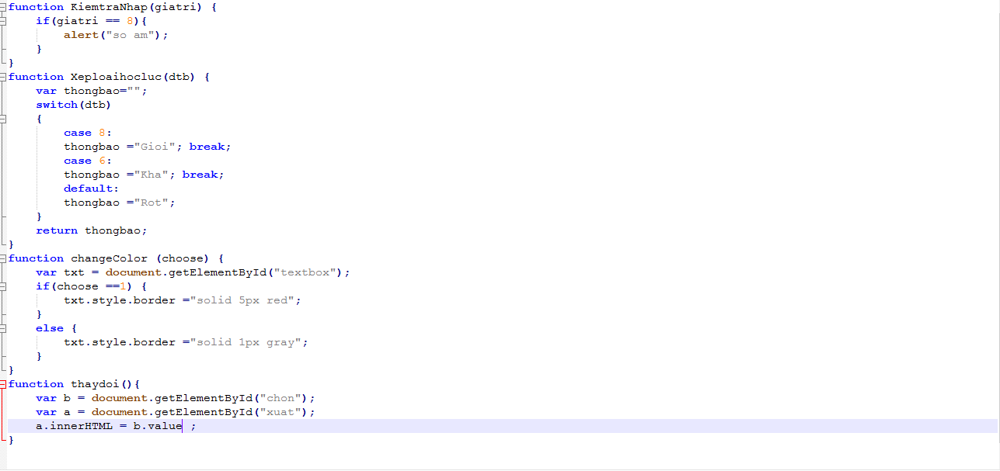 function KiemtraNhap(giatri) {
    if(giatri == 8){
        alert("so am");
    }
}
function Xeploaihocluc(dtb) {
    var thongbao="";
    switch(dtb)
    {
        case 8:
        thongbao ="Gioi"; break;
        case 6:
        thongbao ="Kha"; break;
        default:
        thongbao ="Rot";
    }
    return thongbao;
}
function changeColor (choose) {
    var txt = document.getElementById("textbox");
    if(choose ==1) {
        txt.style.border ="solid 5px red";
    }
    else {
        txt.style.border ="solid 1px gray";
    }
}
function thaydoi(){
    var b = document.getElementById("chon");
    var a = document.getElementById("xuat");
    a.innerHTML = b.value ;
}